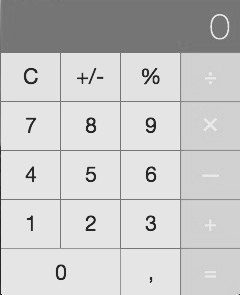 0
C +/- % ÷
7 8 9 ×
4 5 6 −
1 2 3 +
0 , =